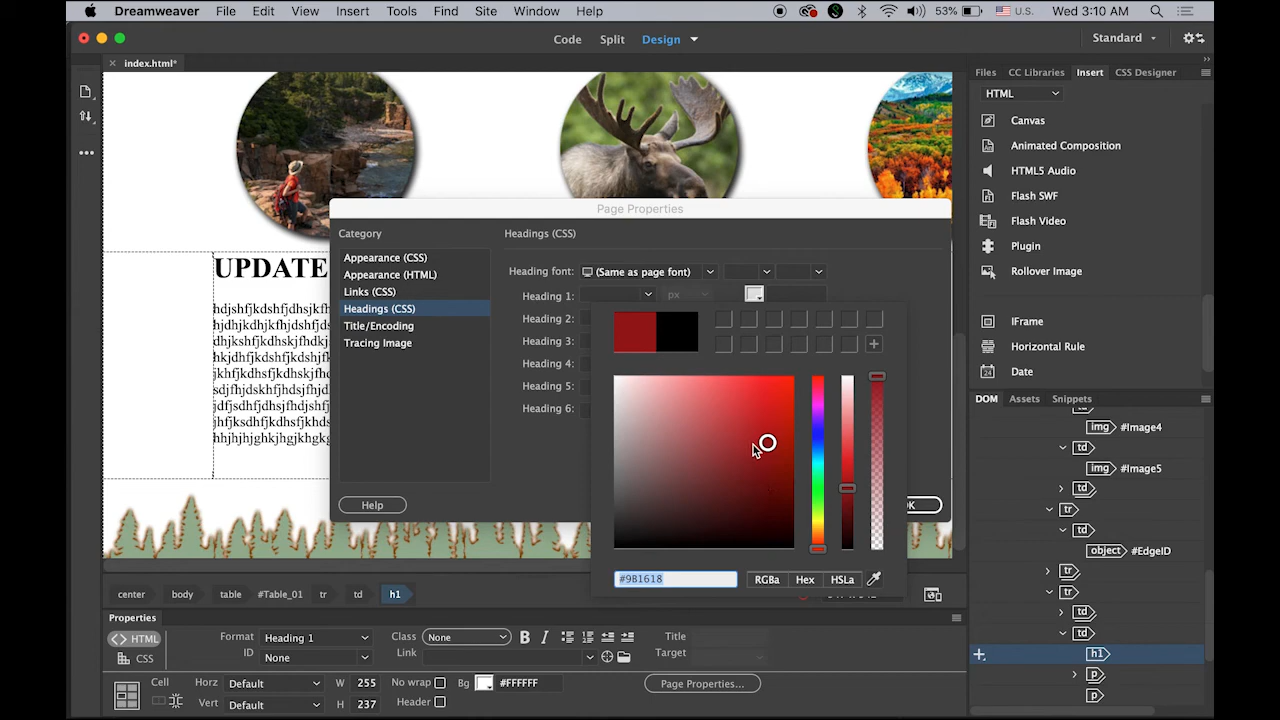 Dreamweaver File Edit View Insert Tools Find Site Window Help 53% U.S. Wed 3:10 AM
Code Split Design Standard
index.html*
Files CC Libraries Insert CSS Designer
HTML
Canvas
Animated Composition
HTML5 Audio
Flash SWF
Flash Video
Plugin
Rollover Image
IFrame
Horizontal Rule
24 Date
Page Properties
Category
Appearance (CSS)
Appearance (HTML)
Links (CSS)
Headings (CSS)
Title/Encoding
Tracing Image
Headings (CSS)
Heading font: (Same as page font)
Heading 1: px
Heading 2:
Heading 3:
Heading 4:
Heading 5:
Heading 6:
Help
#9B1618 RGBa Hex HSLa
UPDATE
hdjshfjkdshfjdhsjkfh
jkfhjdkshfjdksfhdjskh
hhjhjhjghkjhgjkhgkg
DOM Assets Snippets
img #Image4
td
img #Image5
td
tr
td
object #EdgeID
tr
tr
td
td
h1
p
p
center body table #Table_01 tr td h1
Properties
HTML Format Heading 1 Class None B I Title
CSS ID None Link Target
Cell Horz Default W 255 No wrap Bg #FFFFFF Page Properties...
Vert Default H 237 Header